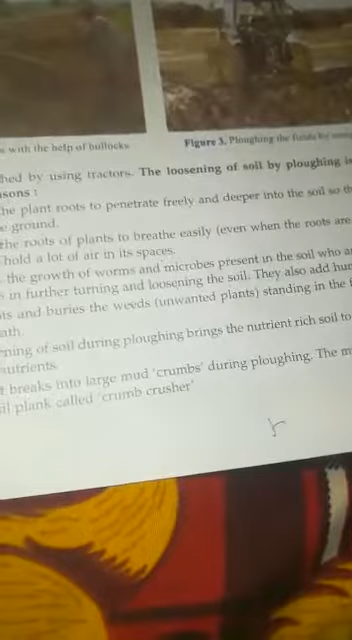 with the help of bullocks
Figure 3. Ploughing the fields by
hed by using tractors. The loosening of soil by ploughing is
sons :
he plant roots to penetrate freely and deeper into the soil so th
e ground.
the roots of plants to breathe easily (even when the roots are
hold a lot of air in its spaces.
the growth of worms and microbes present in the soil who a
s in further turning and loosening the soil. They also add hum
ts and buries the weeds (unwanted plants) standing in the f
ath.
ning of soil during ploughing brings the nutrient rich soil to
nutrients.
t breaks into large mud 'crumbs' during ploughing. The m
il plank called 'crumb crusher'